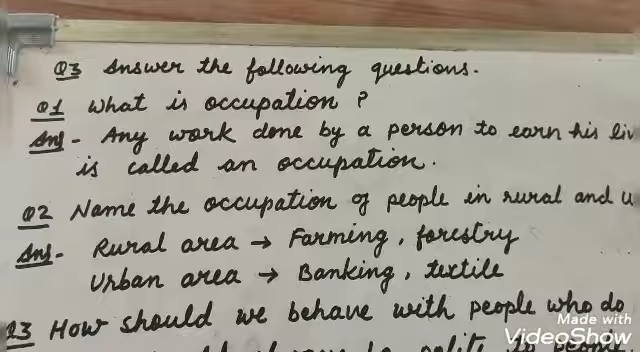 Q3 Answer the following questions.
Q1 What is occupation ?
Ans - Any work done by a person to earn his
is called an occupation.
Q2 Name the occupation of people in rural and
Ans - Rural area → Farming, forestry
Urban area → Banking, textile
Q3 How should we behave with people who do
Made with
VideoShow